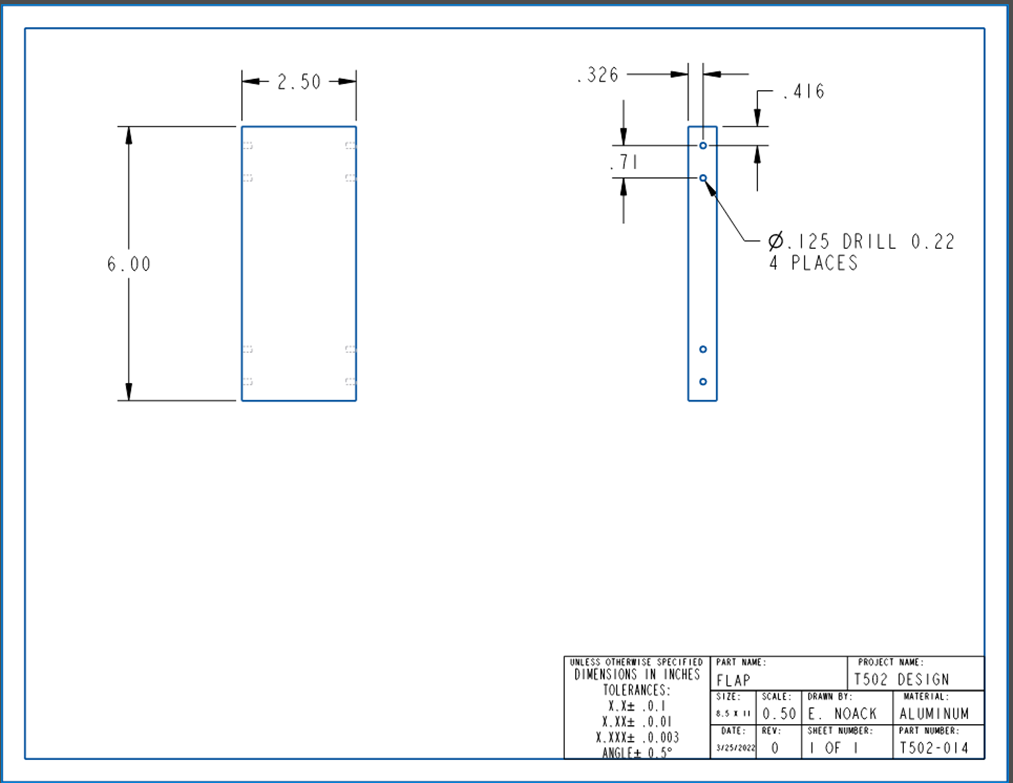 2.50
.326
.416
.71
6.00
Ø.125 DRILL 0.22
4 PLACES
UNLESS OTHERWISE SPECIFIED
DIMENSIONS IN INCHES
TOLERANCES:
X.X± .0.1
X.XX± .0.01
X.XXX± .0.003
ANGLE± 0.5°
PART NAME:
FLAP
PROJECT NAME:
T502 DESIGN
SIZE:
8.5 X 11
SCALE:
0.50
DRAWN BY:
E. NOACK
MATERIAL:
ALUMINUM
DATE:
3/25/2022
REV:
0
SHEET NUMBER:
1 OF 1
PART NUMBER:
T502-014